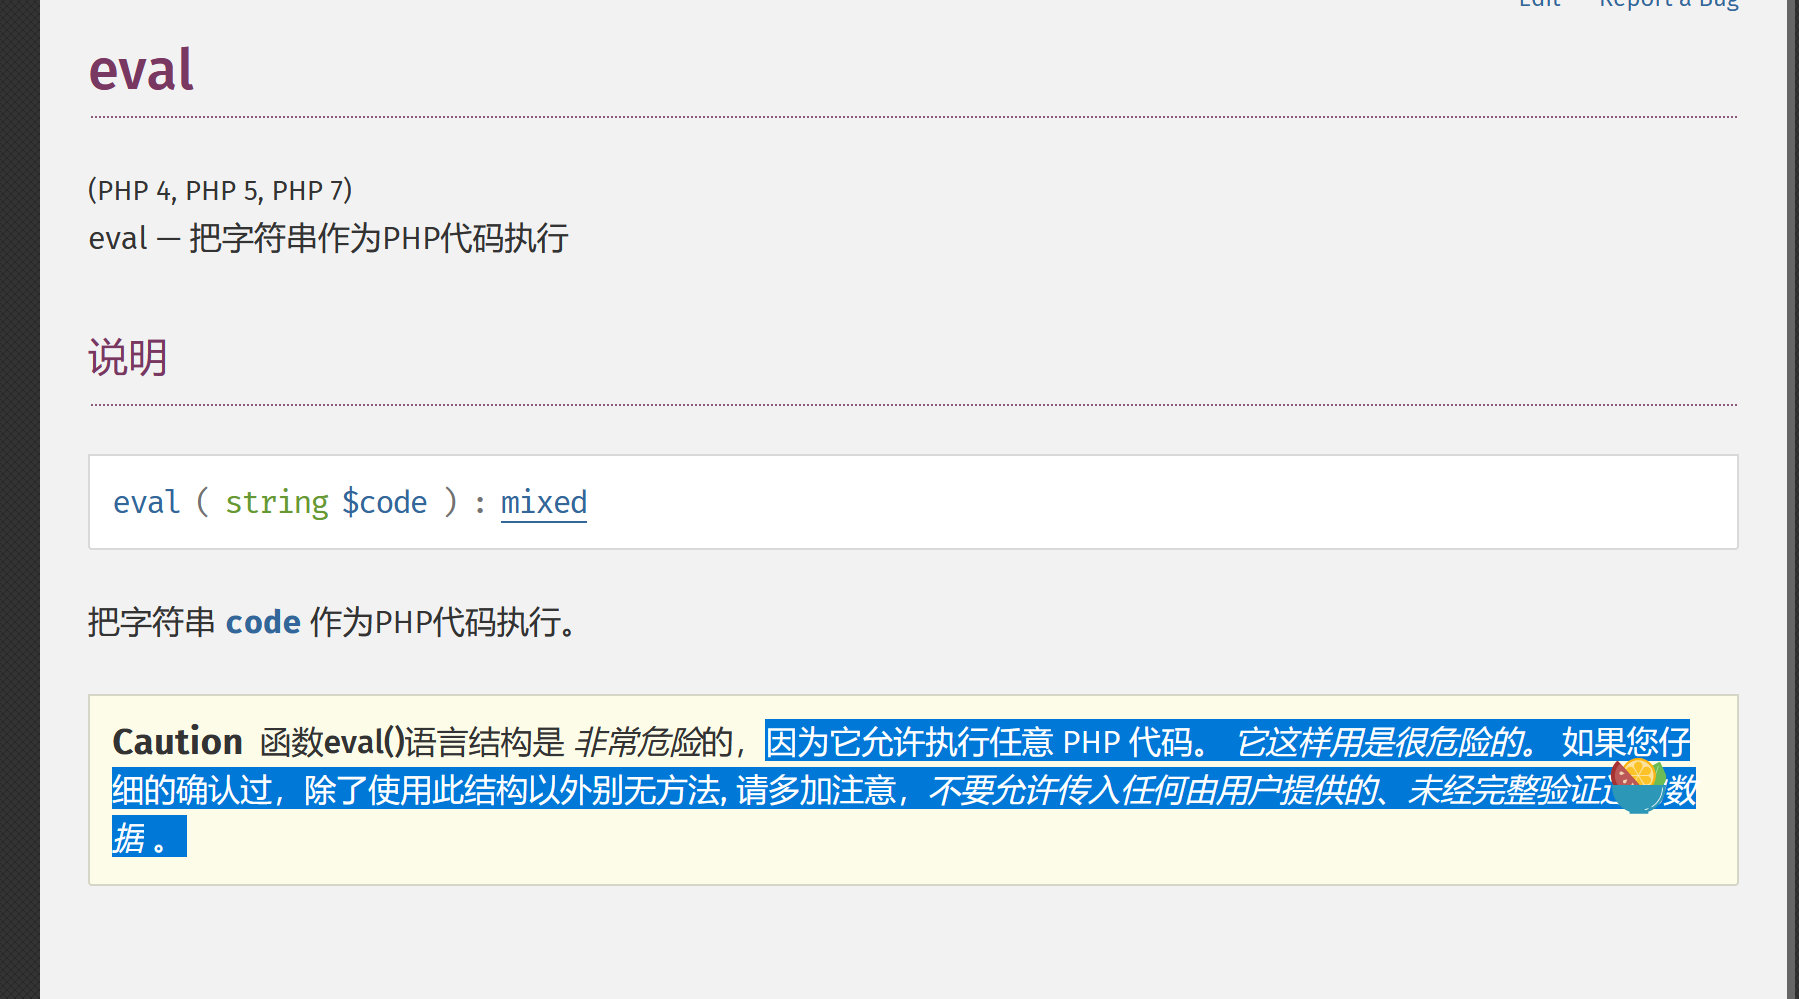 Edit Report a Bug
eval
(PHP 4, PHP 5, PHP 7)
eval — 把字符串作为PHP代码执行
说明
eval ( string $code ) : mixed
把字符串 code 作为PHP代码执行。
Caution 函数eval()语言结构是 非常危险的，因为它允许执行任意 PHP 代码。 它这样用是很危险的。 如果您仔
细的确认过，除了使用此结构以外别无方法, 请多加注意，不要允许传入任何由用户提供的、未经完整验证 数
据 。